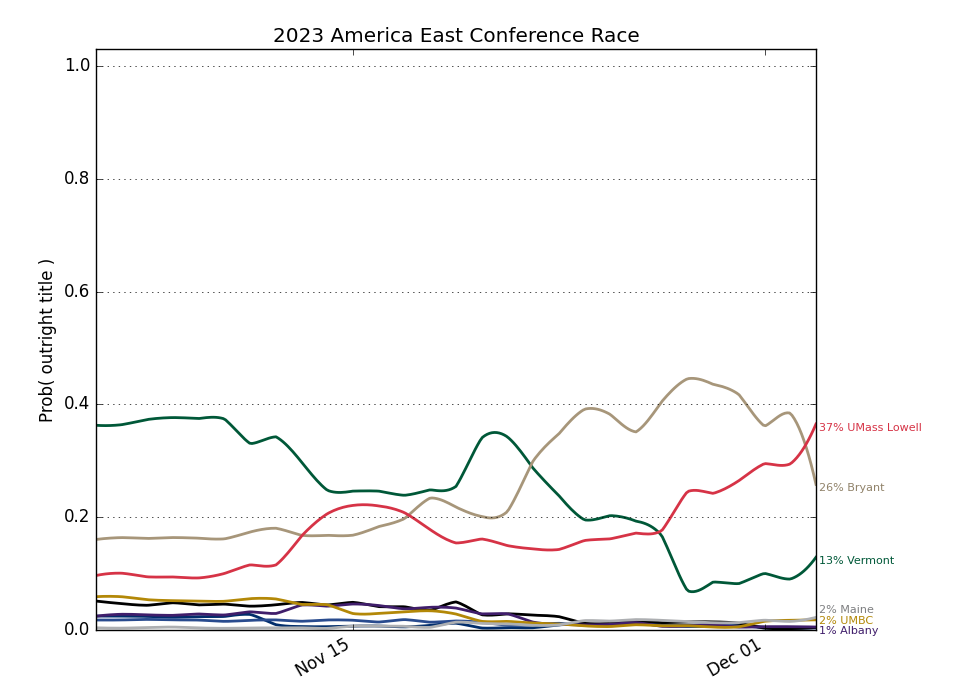 2023 America East Conference Race
1.0
0.8
0.6
0.4
0.2
0.0
Prob( outright title )
37% UMass Lowell
26% Bryant
13% Vermont
2% Maine
2% UMBC
1% Albany
Nov 15
Dec 01